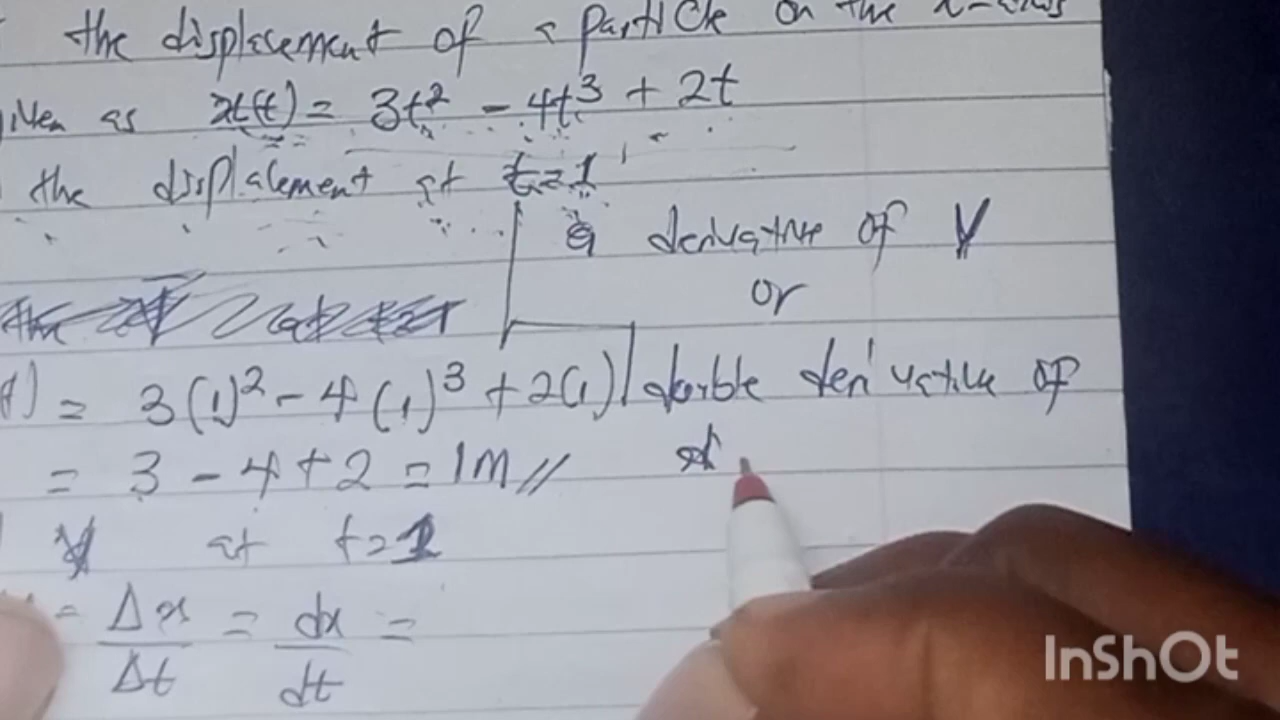 the displacement of a particle on the x-axis
given as x(t) = 3t² - 4t³ + 2t
the displacement at t=1
a derivative of V
or
= 3(1)² - 4(1)³ + 2(1)
double derivative of
= 3 - 4 + 2 = 1m//
x
V at t=1
= Δx/Δt = dx/dt =
InShOt